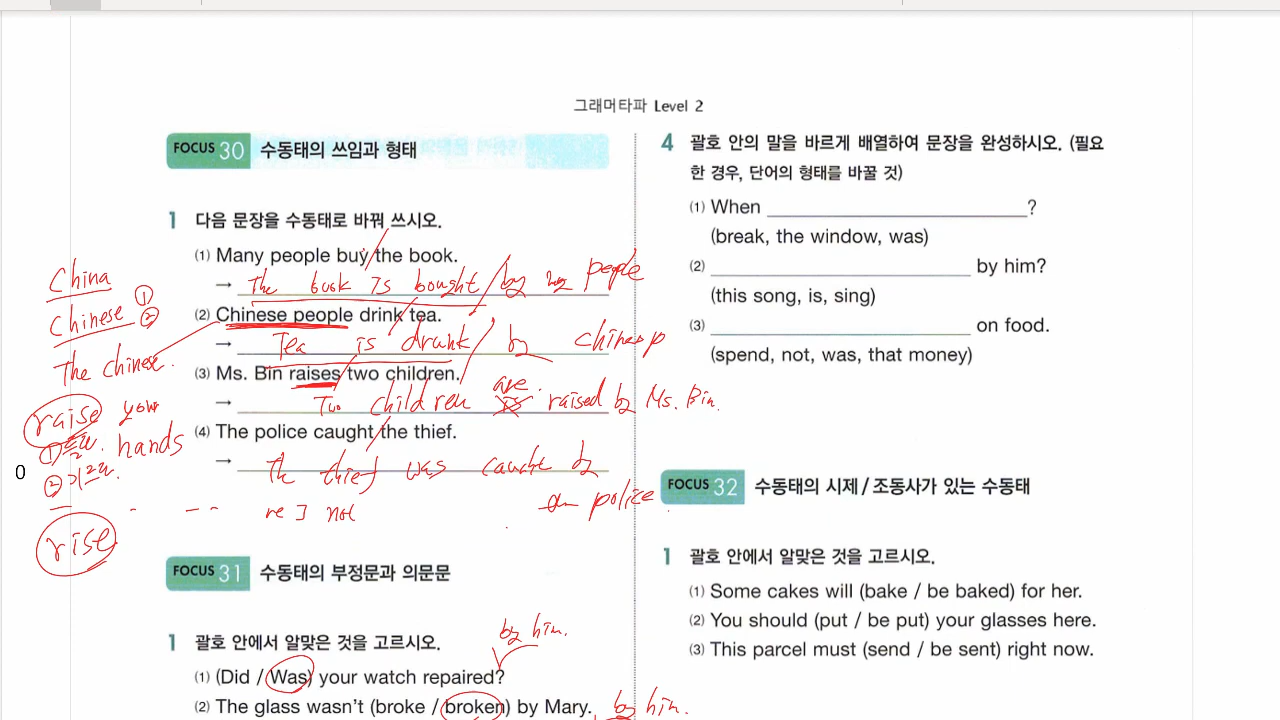 그래머타파 Level 2
FOCUS 30 수동태의 쓰임과 형태
1 다음 문장을 수동태로 바꿔 쓰시오.
(1) Many people buy the book.
→ The book is bought / by people
(2) Chinese people drink tea.
→ Tea is drunk by
(3) Ms. Bin raises two children.
→ Two children are is raised by Ms. Bin.
(4) The police caught the thief.
→ The thief was caught by
police
China
Chinese ① ②
The Chinese.
raise your
① hands
②
rise
not
FOCUS 31 수동태의 부정문과 의문문
1 괄호 안에서 알맞은 것을 고르시오.
by him.
(1) (Did / Was) your watch repaired?
(2) The glass wasn't (broke / broken) by Mary. by him.
4 괄호 안의 말을 바르게 배열하여 문장을 완성하시오. (필요
한 경우, 단어의 형태를 바꿀 것)
(1) When ?
(break, the window, was)
(2) by him?
(this song, is, sing)
(3) on food.
(spend, not, was, that money)
FOCUS 32 수동태의 시제/조동사가 있는 수동태
1 괄호 안에서 알맞은 것을 고르시오.
(1) Some cakes will (bake / be baked) for her.
(2) You should (put / be put) your glasses here.
(3) This parcel must (send / be sent) right now.